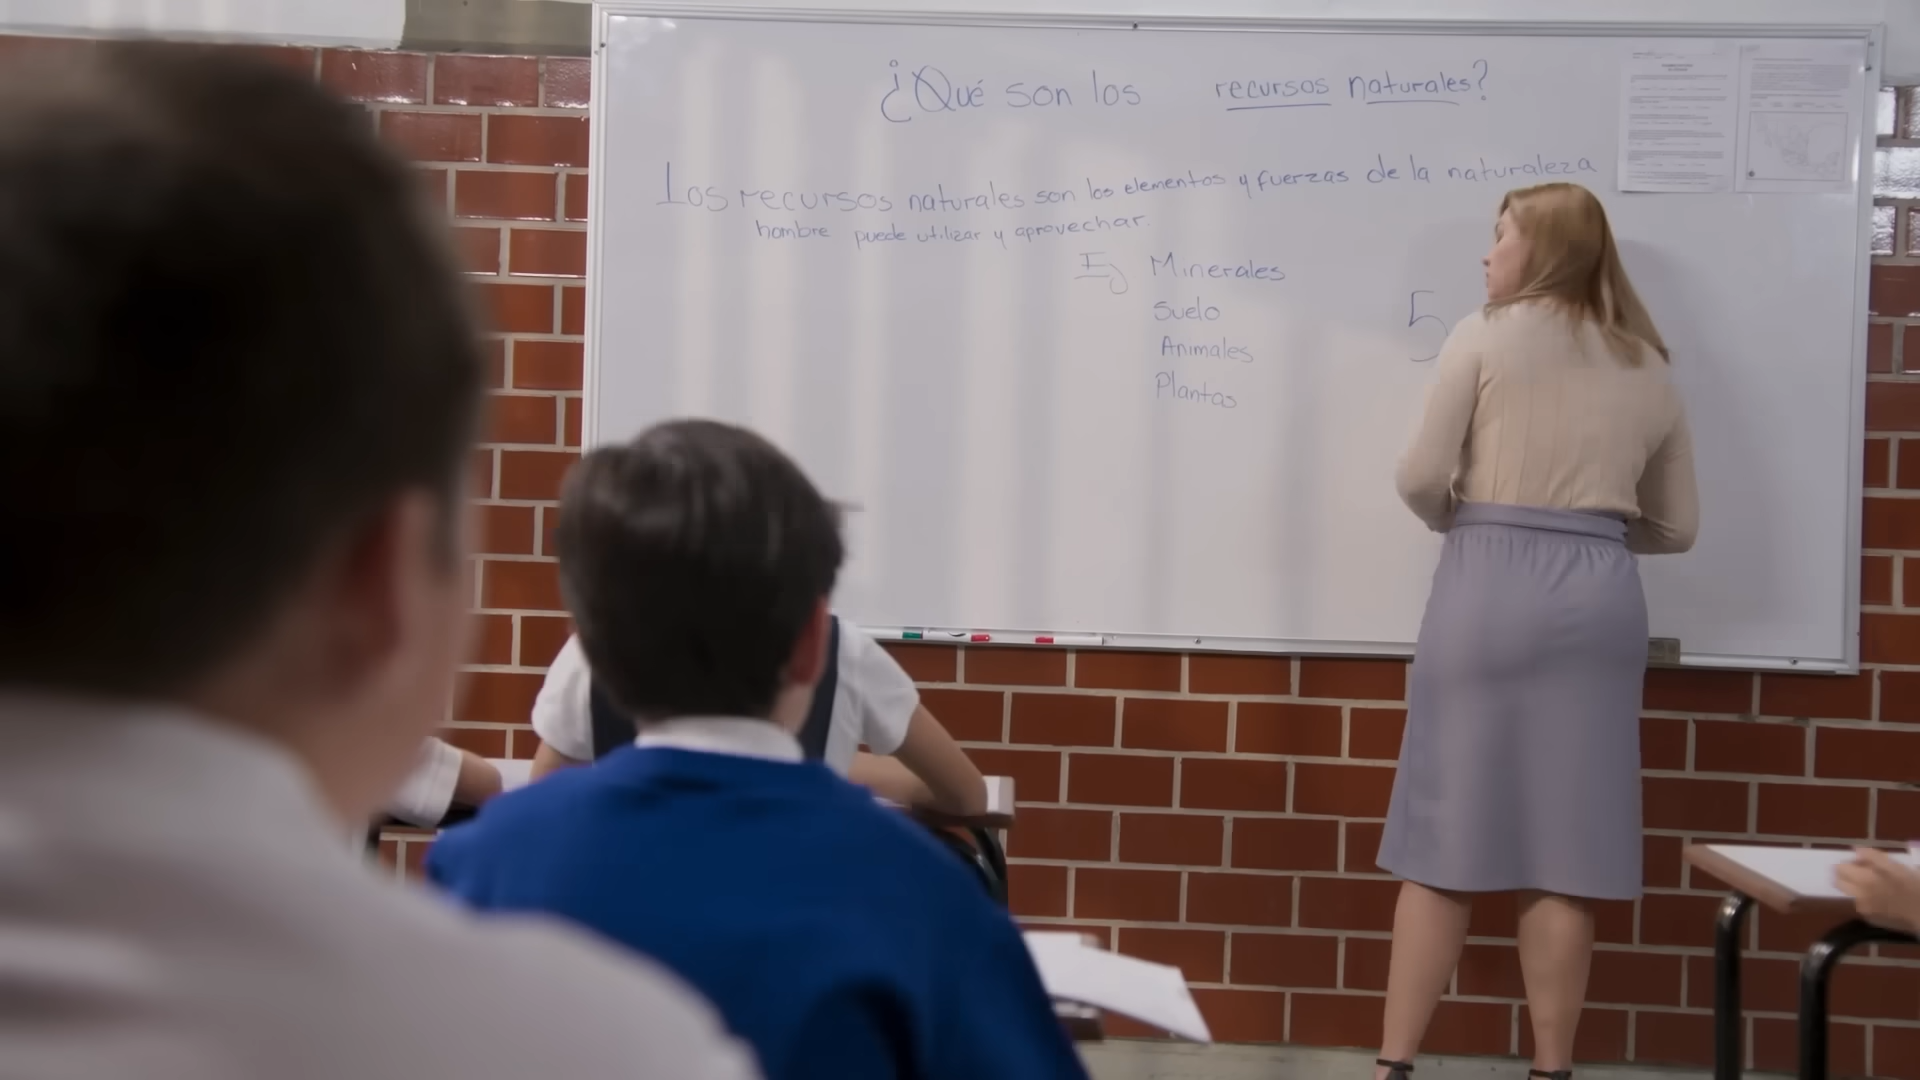 ¿Qué son los recursos naturales?
Los recursos naturales son los elementos y fuerzas de la naturaleza
hombre puede utilizar y aprovechar.
Ej Minerales
Suelo
Animales
Plantas
5